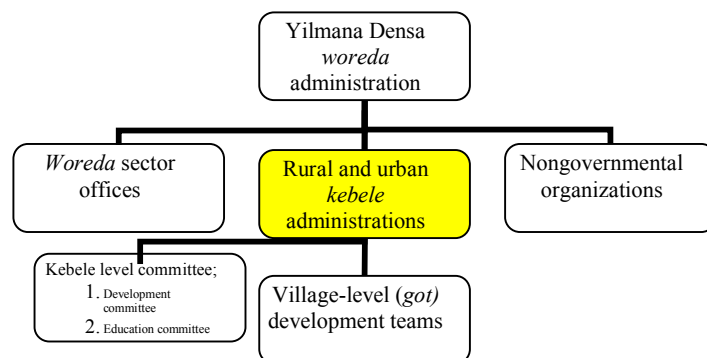 Yilmana Densa
woreda
administration
Woreda sector
offices
Rural and urban
kebele
administrations
Nongovernmental
organizations
Kebele level committee;
1. Development
committee
2. Education committee
Village-level (got)
development teams